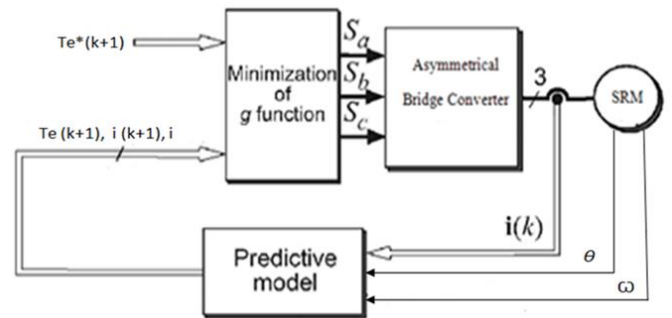 Te*(k+1)
Minimization
of
g function
Sa
Sb
Sc
Asymmetrical
Bridge Converter
3
SRM
Te (k+1), i (k+1), i
i(k)
Predictive
model
θ
ω